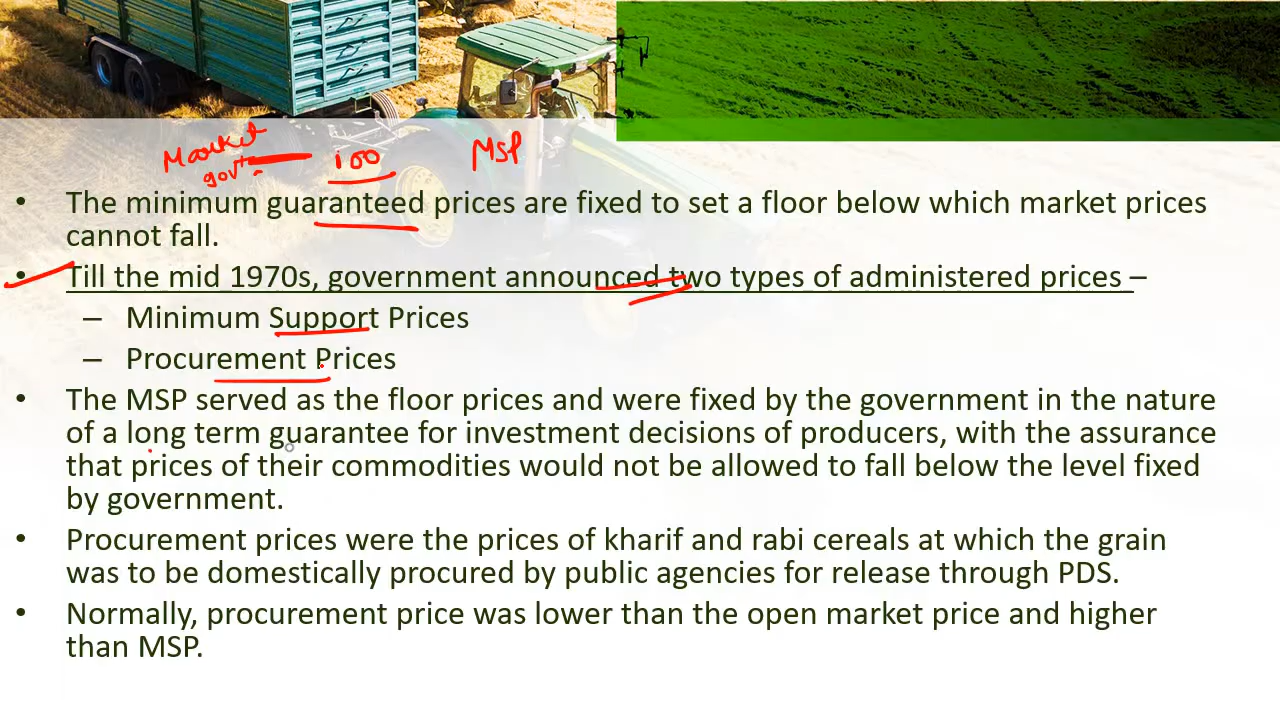 Market 100 MSP
govt
• The minimum guaranteed prices are fixed to set a floor below which market prices
cannot fall.
• Till the mid 1970s, government announced two types of administered prices –
– Minimum Support Prices
– Procurement Prices
• The MSP served as the floor prices and were fixed by the government in the nature
of a long term guarantee for investment decisions of producers, with the assurance
that prices of their commodities would not be allowed to fall below the level fixed
by government.
• Procurement prices were the prices of kharif and rabi cereals at which the grain
was to be domestically procured by public agencies for release through PDS.
• Normally, procurement price was lower than the open market price and higher
than MSP.